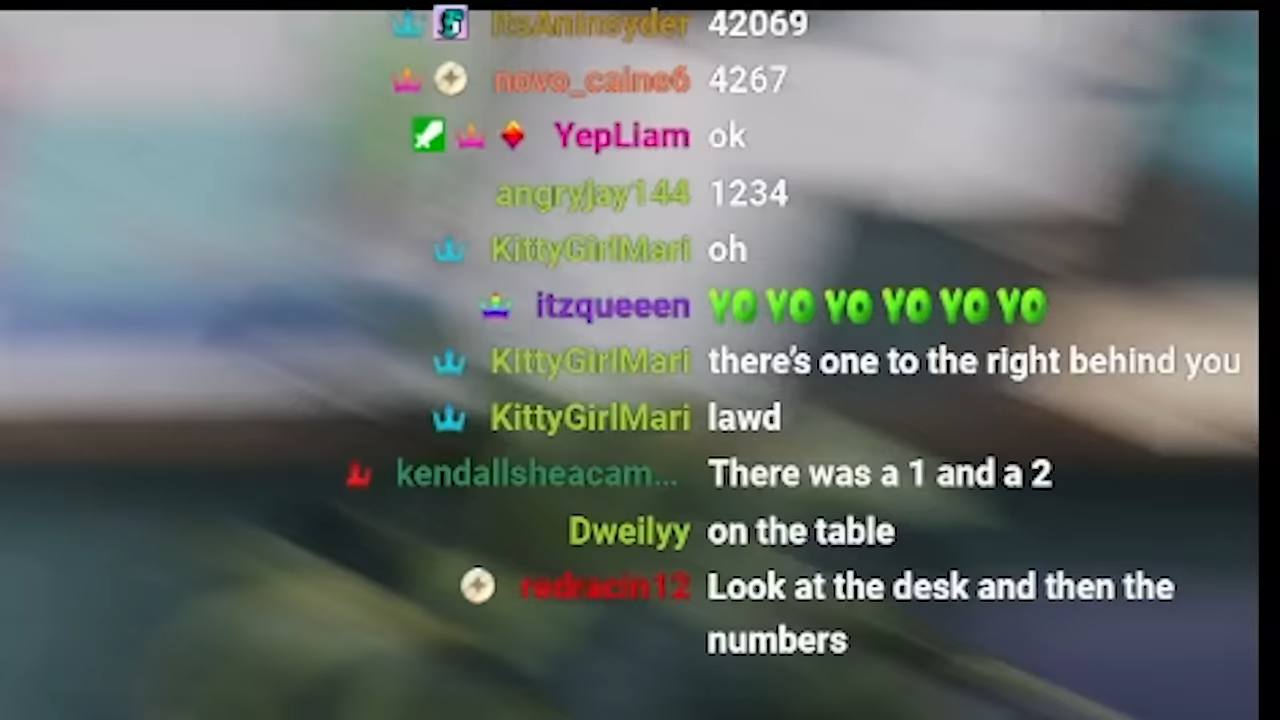 ItsAnInsyder 42069
novo_caine6 4267
YepLiam ok
angryjay144 1234
KittyGirlMari oh
itzqueeen YO YO YO YO YO YO
KittyGirlMari there's one to the right behind you
KittyGirlMari lawd
kendallsheacam... There was a 1 and a 2
Dweilyy on the table
redracin12 Look at the desk and then the
numbers